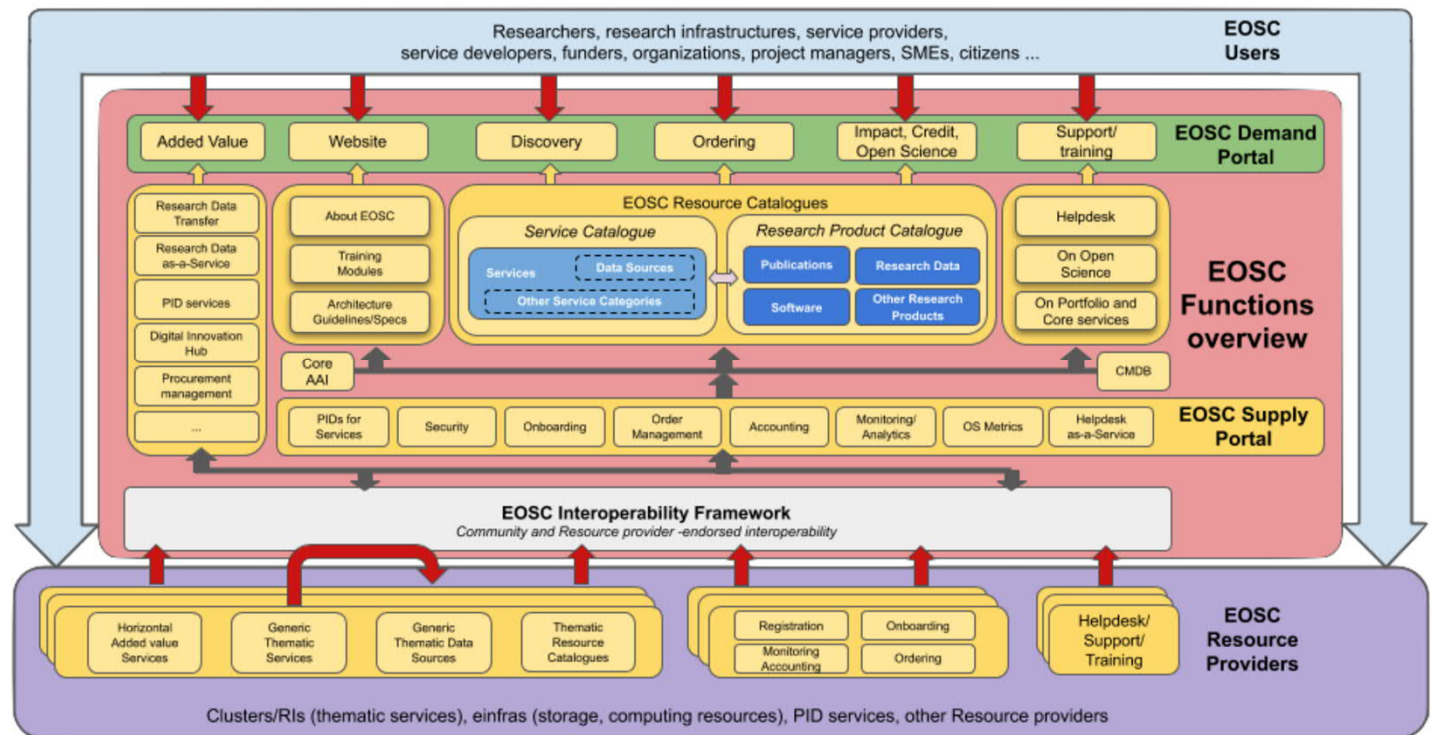 Researchers, research infrastructures, service providers,
service developers, funders, organizations, project managers, SMEs, citizens ...
EOSC
Users
Added Value
Website
Discovery
Ordering
Impact, Credit,
Open Science
Support/
training
EOSC Demand
Portal
Research Data
Transfer
Research Data
as-a-Service
PID services
Digital Innovation
Hub
Procurement
management
...
About EOSC
Training
Modules
Architecture
Guidelines/Specs
EOSC Resource Catalogues
Service Catalogue
Services
Data Sources
Other Service Categories
Research Product Catalogue
Publications
Research Data
Software
Other Research
Products
Helpdesk
On Open
Science
On Portfolio and
Core services
EOSC
Functions
overview
Core
AAI
CMDB
PIDs for
Services
Security
Onboarding
Order
Management
Accounting
Monitoring/
Analytics
OS Metrics
Helpdesk
as-a-Service
EOSC Supply
Portal
EOSC Interoperability Framework
Community and Resource provider -endorsed interoperability
Horizontal
Added value
Services
Generic
Thematic
Services
Generic
Thematic Data
Sources
Thematic
Resource
Catalogues
Registration
Onboarding
Monitoring
Accounting
Ordering
Helpdesk/
Support/
Training
EOSC
Resource
Providers
Clusters/RIs (thematic services), einfras (storage, computing resources), PID services, other Resource providers